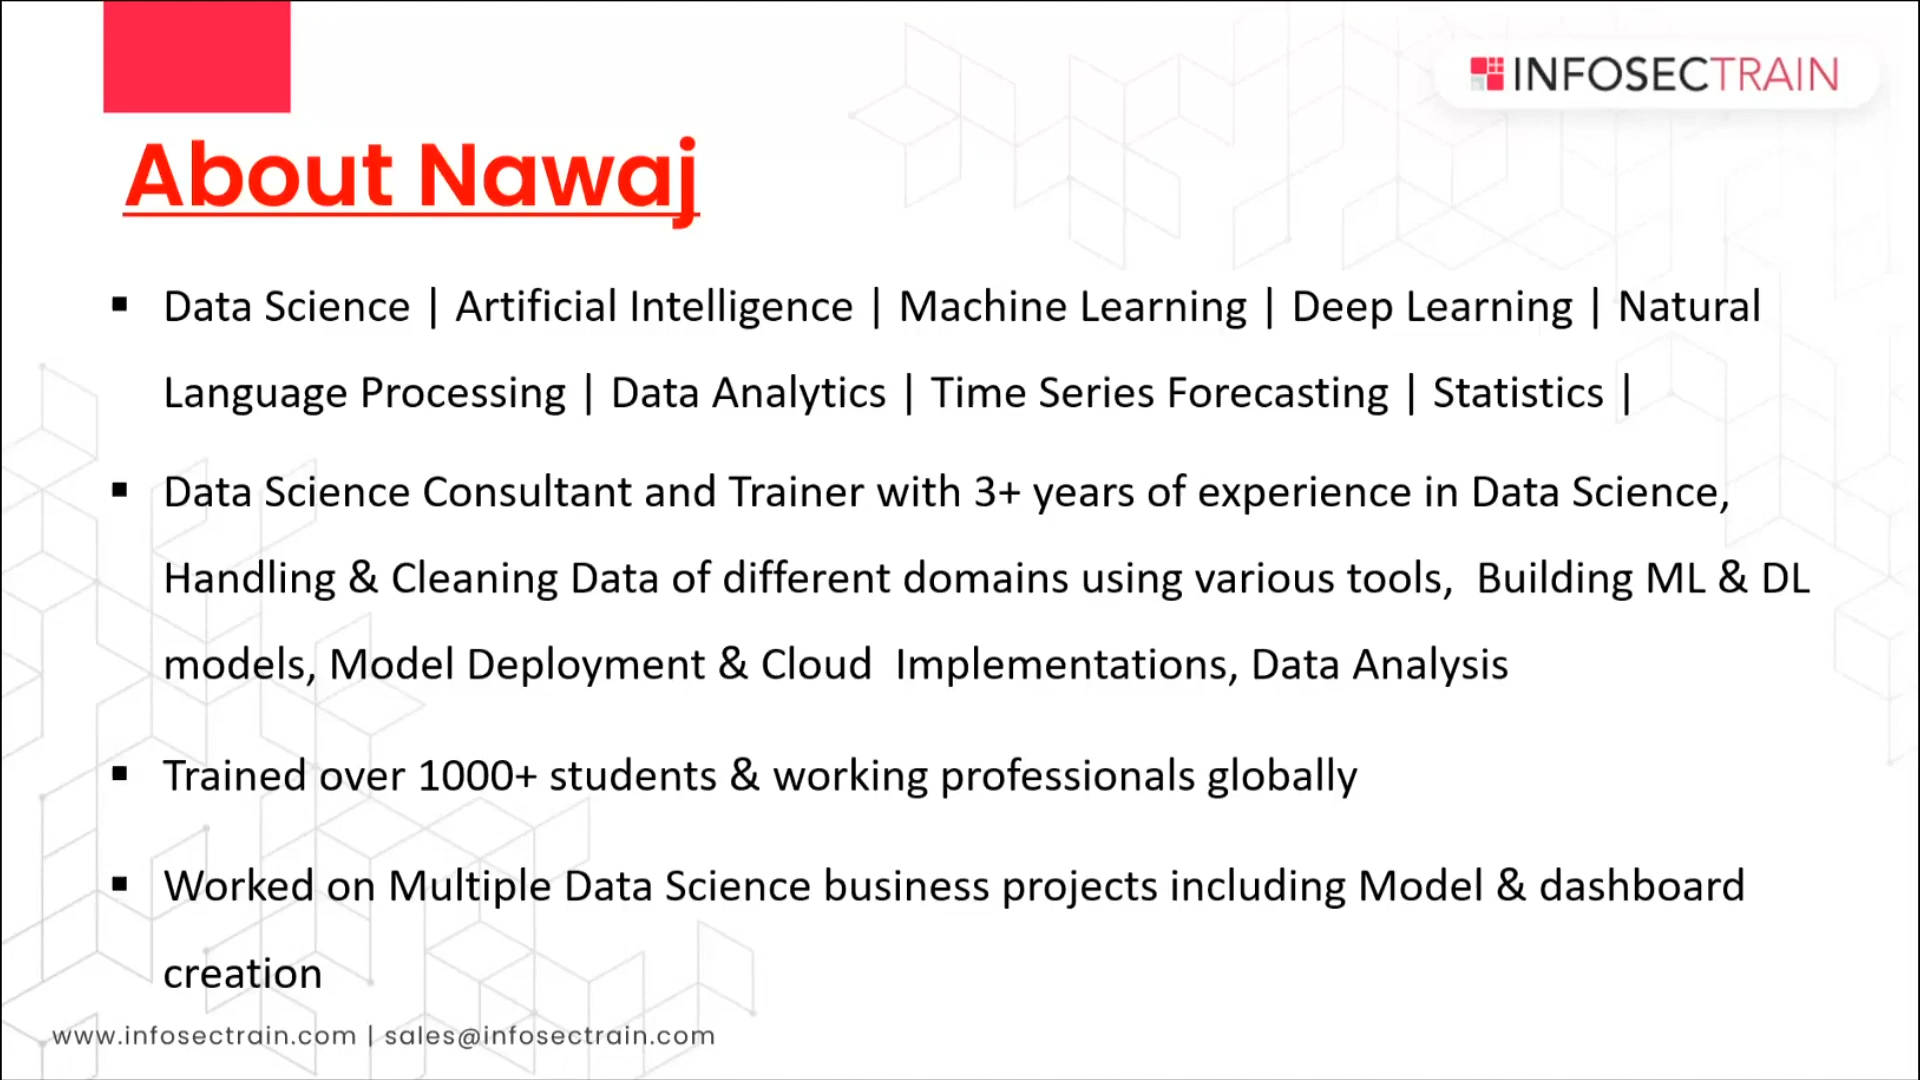 INFOSECTRAIN
About Nawaj
▪ Data Science | Artificial Intelligence | Machine Learning | Deep Learning | Natural
Language Processing | Data Analytics | Time Series Forecasting | Statistics |
▪ Data Science Consultant and Trainer with 3+ years of experience in Data Science,
Handling & Cleaning Data of different domains using various tools,  Building ML & DL
models, Model Deployment & Cloud  Implementations, Data Analysis
▪ Trained over 1000+ students & working professionals globally
▪ Worked on Multiple Data Science business projects including Model & dashboard
creation
www.infosectrain.com | sales@infosectrain.com